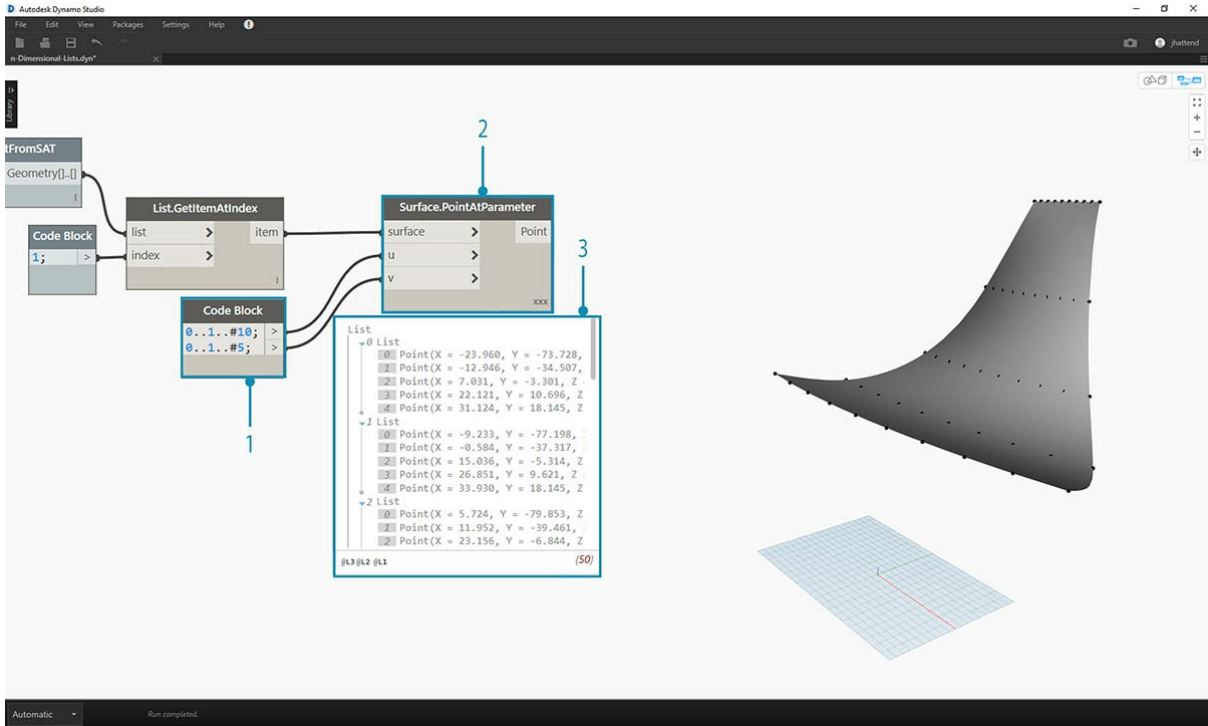 Autodesk Dynamo Studio
File Edit View Packages Settings Help
jhattend
n-Dimensional-Lists.dyn*
Library
tFromSAT
Geometry[]..[]
l
Code Block
1; >
List.GetItemAtIndex
list > item
index >
l
Code Block
0..1..#10; >
0..1..#5; >
1
2
Surface.PointAtParameter
surface > Point
u >
v >
xxx
3
List
0 List
0 Point(X = -23.960, Y = -73.728,
1 Point(X = -12.946, Y = -34.507,
2 Point(X = 7.031, Y = -3.301, Z
3 Point(X = 22.121, Y = 10.696, Z
4 Point(X = 31.124, Y = 18.145, Z
1 List
0 Point(X = -9.233, Y = -77.198,
1 Point(X = -0.584, Y = -37.317,
2 Point(X = 15.036, Y = -5.314, Z
3 Point(X = 26.851, Y = 9.621, Z
4 Point(X = 33.930, Y = 18.145, Z
2 List
0 Point(X = 5.724, Y = -79.853, Z
1 Point(X = 11.952, Y = -39.461,
2 Point(X = 23.156, Y = -6.844, Z
@L3 @L2 @L1 {50}
Automatic
Run completed.